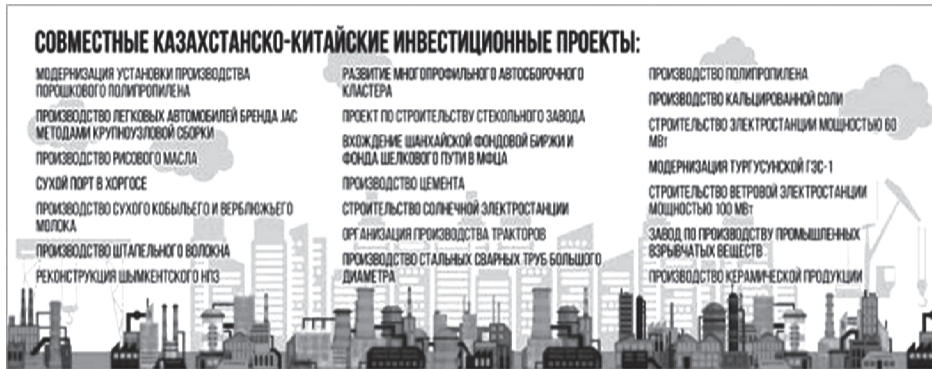 СОВМЕСТНЫЕ КАЗАХСТАНСКО-КИТАЙСКИЕ ИНВЕСТИЦИОННЫЕ ПРОЕКТЫ:
МОДЕРНИЗАЦИЯ УСТАНОВКИ ПРОИЗВОДСТВА
ПОРОШКОВОГО ПОЛИПРОПИЛЕНА
ПРОИЗВОДСТВО ЛЕГКОВЫХ АВТОМОБИЛЕЙ БРЕНДА JAC
МЕТОДАМИ КРУПНОУЗЛОВОЙ СБОРКИ
ПРОИЗВОДСТВО РИСОВОГО МАСЛА
СУХОЙ ПОРТ В ХОРГОСЕ
ПРОИЗВОДСТВО СУХОГО КОБЫЛЬЕГО И ВЕРБЛЮЖЬЕГО
МОЛОКА
ПРОИЗВОДСТВО ШТАПЕЛЬНОГО ВОЛОКНА
РЕКОНСТРУКЦИЯ ШЫМКЕНТСКОГО НПЗ
РАЗВИТИЕ МНОГОПРОФИЛЬНОГО АВТОСБОРОЧНОГО
КЛАСТЕРА
ПРОЕКТ ПО СТРОИТЕЛЬСТВУ СТЕКОЛЬНОГО ЗАВОДА
ВХОЖДЕНИЕ ШАНХАЙСКОЙ ФОНДОВОЙ БИРЖИ И
ФОНДА ШЕЛКОВОГО ПУТИ В МФЦА
ПРОИЗВОДСТВО ЦЕМЕНТА
СТРОИТЕЛЬСТВО СОЛНЕЧНОЙ ЭЛЕКТРОСТАНЦИИ
ОРГАНИЗАЦИЯ ПРОИЗВОДСТВА ТРАКТОРОВ
ПРОИЗВОДСТВО СТАЛЬНЫХ СВАРНЫХ ТРУБ БОЛЬШОГО
ДИАМЕТРА
ПРОИЗВОДСТВО ПОЛИПРОПИЛЕНА
ПРОИЗВОДСТВО КАЛЬЦИРОВАННОЙ СОЛИ
СТРОИТЕЛЬСТВО ЭЛЕКТРОСТАНЦИИ МОЩНОСТЬЮ 60
МВт
МОДЕРНИЗАЦИЯ ТУРГУСУНСКОЙ ГЭС-1
СТРОИТЕЛЬСТВО ВЕТРОВОЙ ЭЛЕКТРОСТАНЦИИ
МОЩНОСТЬЮ 100 МВт
ЗАВОД ПО ПРОИЗВОДСТВУ ПРОМЫШЛЕННЫХ
ВЗРЫВЧАТЫХ ВЕЩЕСТВ
ПРОИЗВОДСТВО КЕРАМИЧЕСКОЙ ПРОДУКЦИИ